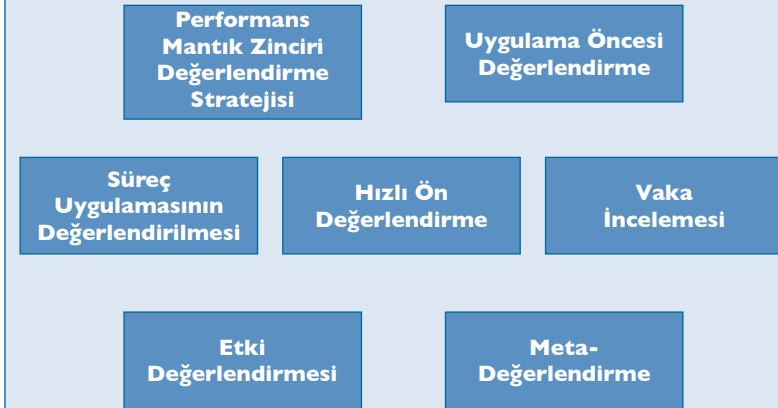 Performans
Mantık Zinciri
Değerlendirme
Stratejisi
Uygulama Öncesi
Değerlendirme
Süreç
Uygulamasının
Değerlendirilmesi
Hızlı Ön
Değerlendirme
Vaka
İncelemesi
Etki
Değerlendirmesi
Meta-
Değerlendirme